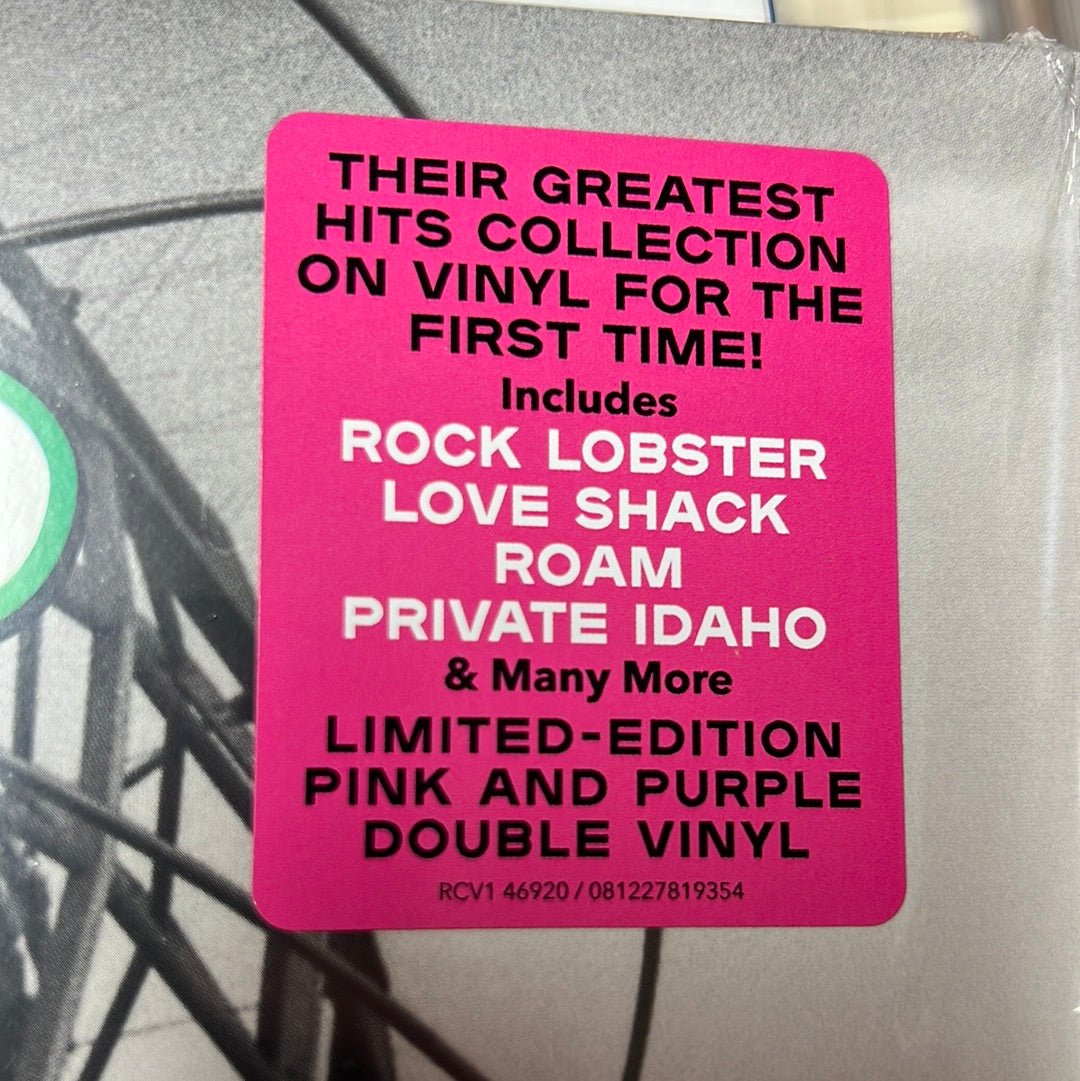 THEIR GREATEST
HITS COLLECTION
ON VINYL FOR THE
FIRST TIME!
Includes
ROCK LOBSTER
LOVE SHACK
ROAM
PRIVATE IDAHO
& Many More
LIMITED-EDITION
PINK AND PURPLE
DOUBLE VINYL
RCV1 46920 / 081227819354